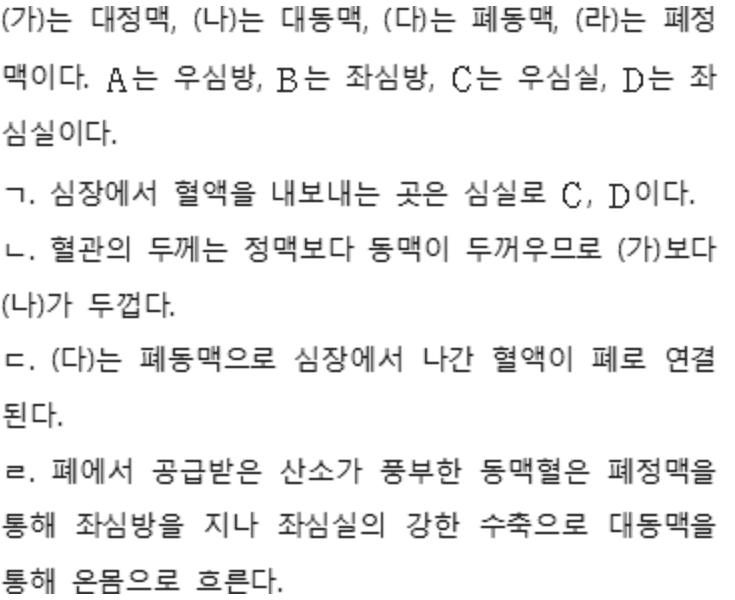 (가)는 대정맥, (나)는 대동맥, (다)는 폐동맥, (라)는 폐정
맥이다. A는 우심방, B는 좌심방, C는 우심실, D는 좌
심실이다.
ㄱ. 심장에서 혈액을 내보내는 곳은 심실로 C, D이다.
ㄴ. 혈관의 두께는 정맥보다 동맥이 두꺼우므로 (가)보다
(나)가 두껍다.
ㄷ. (다)는 폐동맥으로 심장에서 나간 혈액이 폐로 연결
된다.
ㄹ. 폐에서 공급받은 산소가 풍부한 동맥혈은 폐정맥을
통해 좌심방을 지나 좌심실의 강한 수축으로 대동맥을
통해 온몸으로 흐른다.